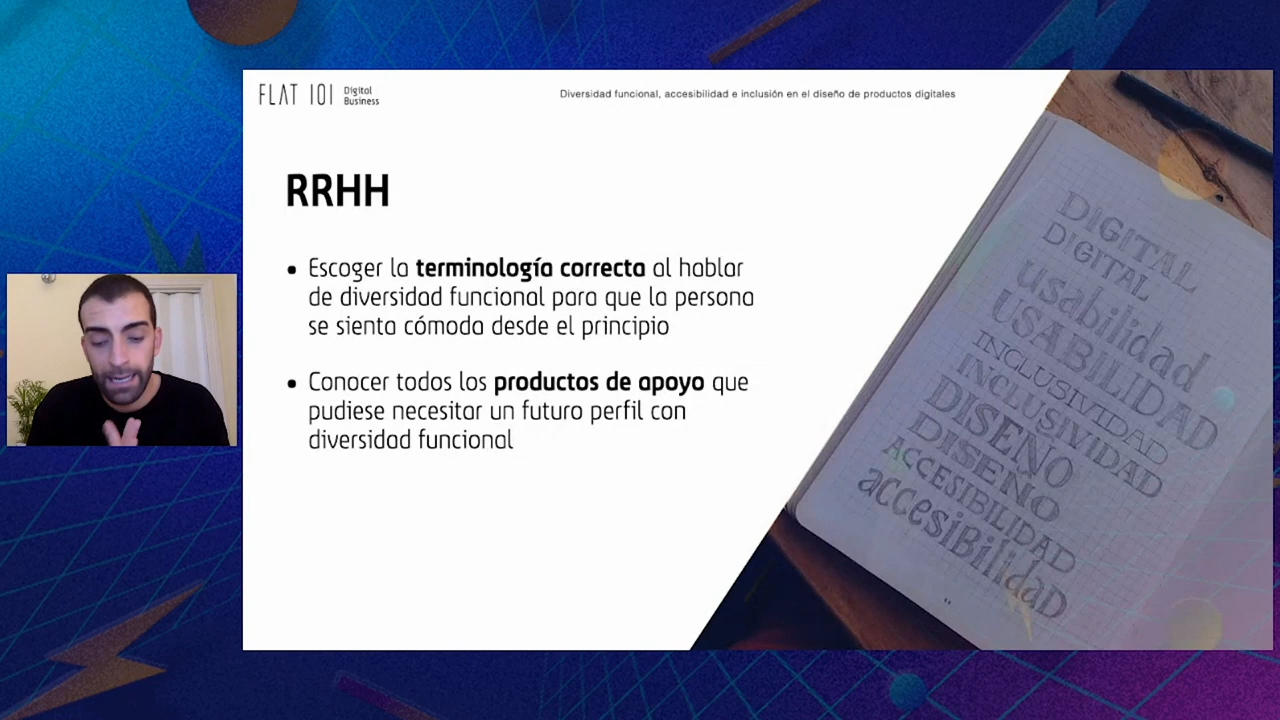 FLAT 101 Digital
Business
Diversidad funcional, accesibilidad e inclusión en el diseño de productos digitales
RRHH
• Escoger la terminología correcta al hablar
de diversidad funcional para que la persona
se sienta cómoda desde el principio
• Conocer todos los productos de apoyo que
pudiese necesitar un futuro perfil con
diversidad funcional
DIGITAL
DIGITAL
usabilidad
USABILIDAD
INCLUSIVIDAD
INCLUSIVIDAD
DISEÑO
DISEÑO
ACCESIBILIDAD
accesiBilidaD